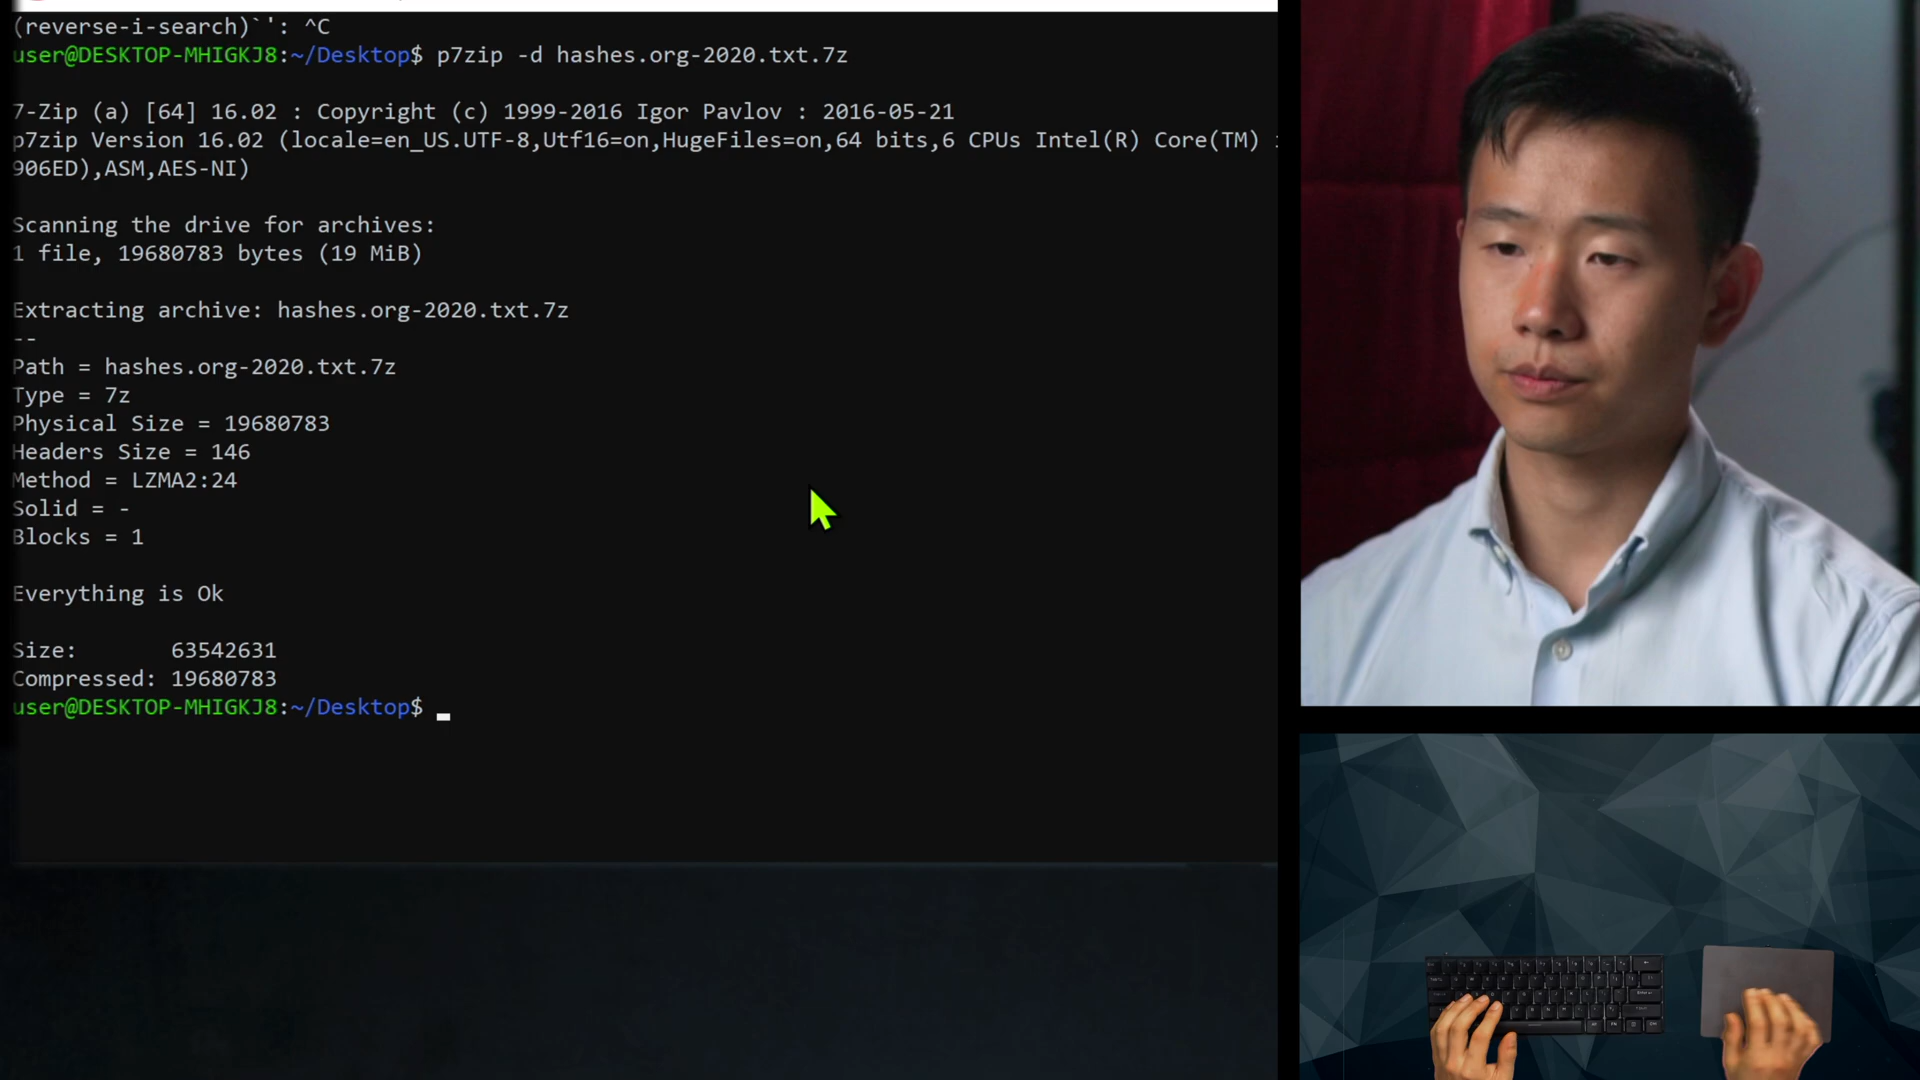 (reverse-i-search)`': ^C
user@DESKTOP-MHIGKJ8:~/Desktop$ p7zip -d hashes.org-2020.txt.7z
7-Zip (a) [64] 16.02 : Copyright (c) 1999-2016 Igor Pavlov : 2016-05-21
p7zip Version 16.02 (locale=en_US.UTF-8,Utf16=on,HugeFiles=on,64 bits,6 CPUs Intel(R) Core(TM)
906ED),ASM,AES-NI)
Scanning the drive for archives:
1 file, 19680783 bytes (19 MiB)
Extracting archive: hashes.org-2020.txt.7z
--
Path = hashes.org-2020.txt.7z
Type = 7z
Physical Size = 19680783
Headers Size = 146
Method = LZMA2:24
Solid = -
Blocks = 1
Everything is Ok
Size:       63542631
Compressed: 19680783
user@DESKTOP-MHIGKJ8:~/Desktop$